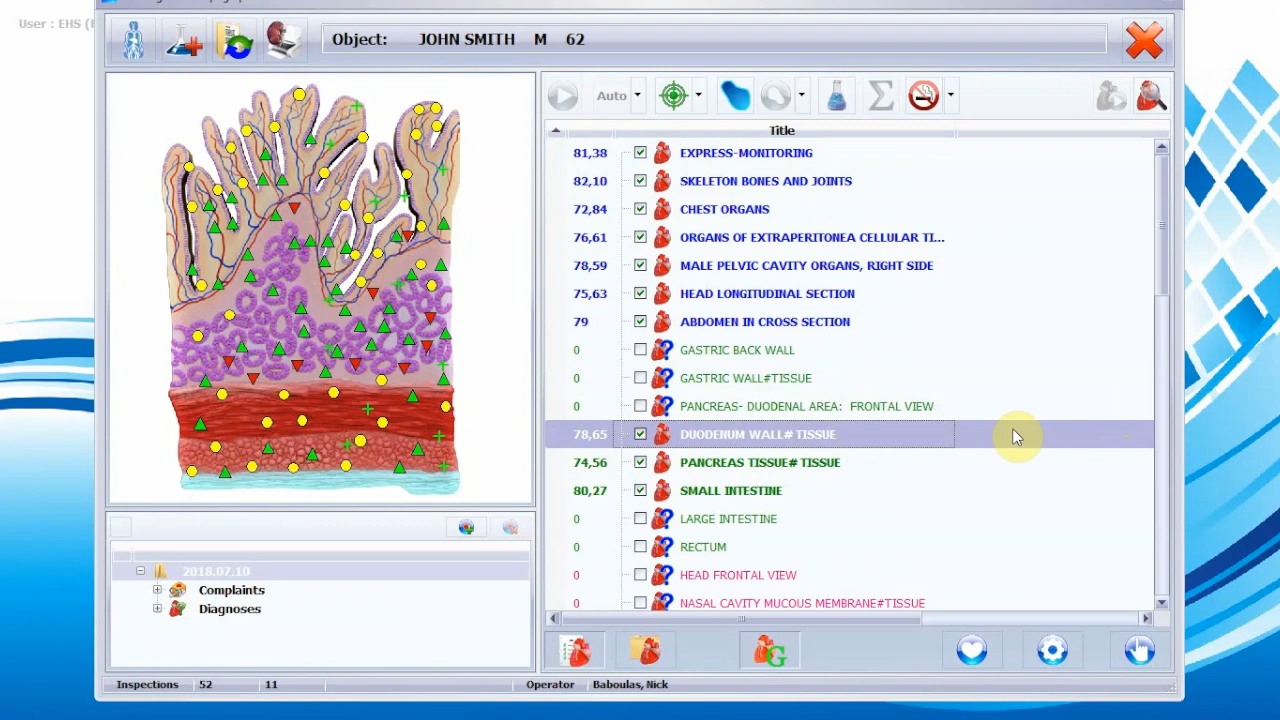 User : EHS (
Object: JOHN SMITH M 62
Auto
Title
81,38 EXPRESS-MONITORING
82,10 SKELETON BONES AND JOINTS
72,84 CHEST ORGANS
76,61 ORGANS OF EXTRAPERITONEA CELLULAR TI...
78,59 MALE PELVIC CAVITY ORGANS, RIGHT SIDE
75,63 HEAD LONGITUDINAL SECTION
79 ABDOMEN IN CROSS SECTION
0 GASTRIC BACK WALL
0 GASTRIC WALL#TISSUE
0 PANCREAS- DUODENAL AREA: FRONTAL VIEW
78,65 DUODENUM WALL# TISSUE
74,56 PANCREAS TISSUE# TISSUE
80,27 SMALL INTESTINE
0 LARGE INTESTINE
0 RECTUM
0 HEAD FRONTAL VIEW
0 NASAL CAVITY MUCOUS MEMBRANE#TISSUE
2018.07.10
Complaints
Diagnoses
G
Inspections 52 11 Operator Baboulas, Nick